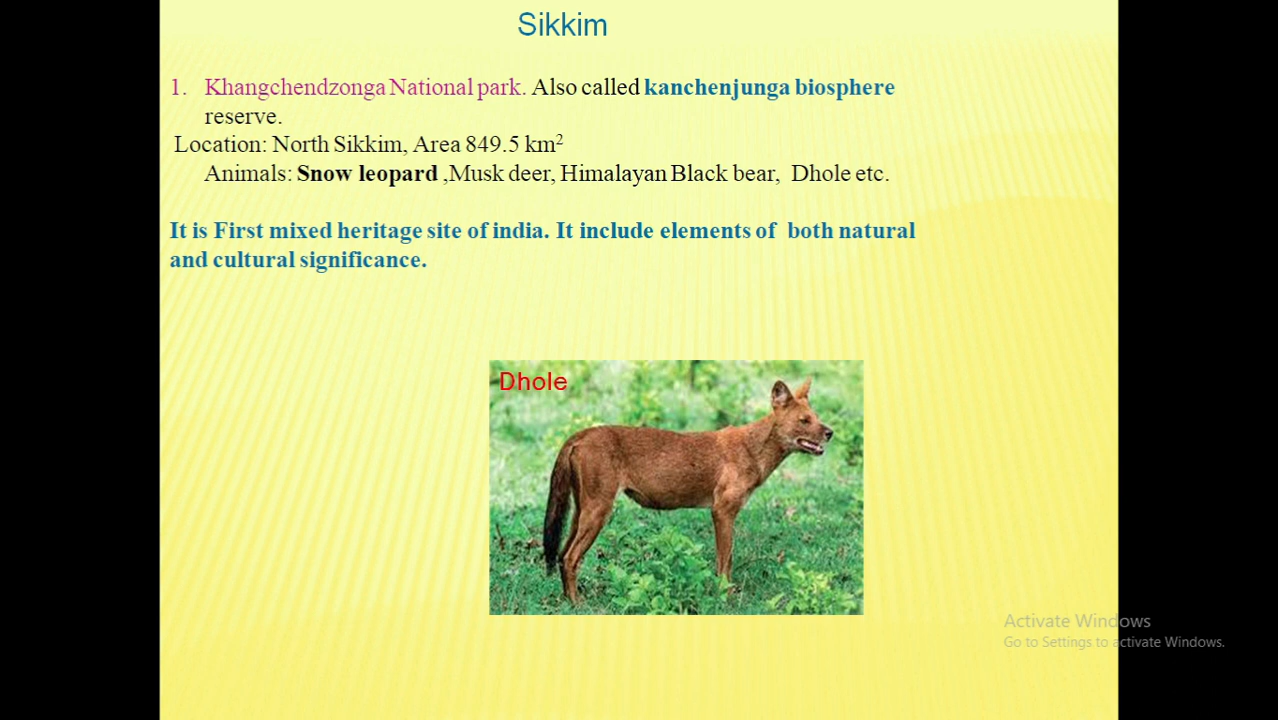 Sikkim
1. Khangchendzonga National park. Also called kanchenjunga biosphere
reserve.
Location: North Sikkim, Area 849.5 km²
Animals: Snow leopard ,Musk deer, Himalayan Black bear, Dhole etc.
It is First mixed heritage site of india. It include elements of both natural
and cultural significance.
Dhole
Activate Windows
Go to Settings to activate Windows.